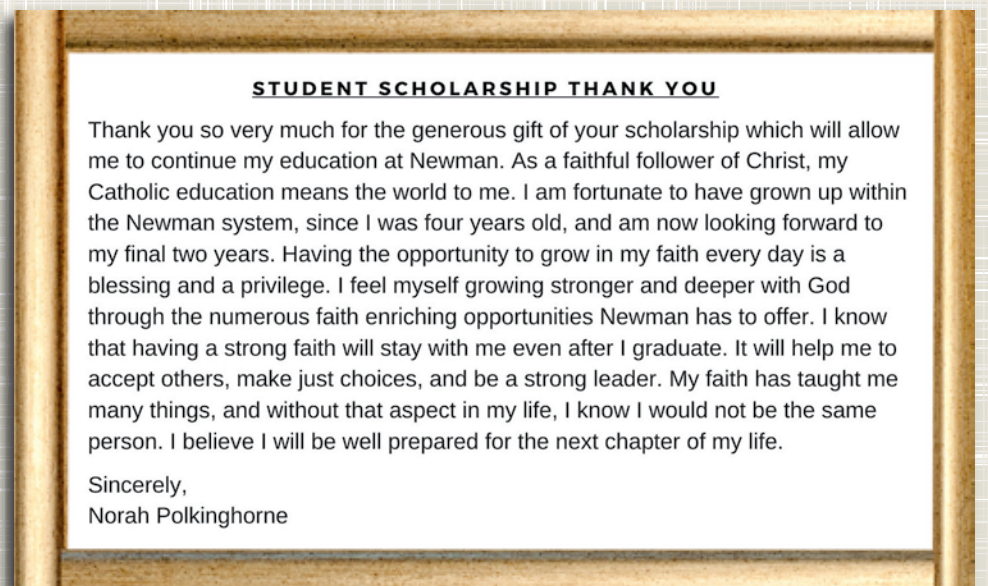 STUDENT SCHOLARSHIP THANK YOU
Thank you so very much for the generous gift of your scholarship which will allow
me to continue my education at Newman. As a faithful follower of Christ, my
Catholic education means the world to me. I am fortunate to have grown up within
the Newman system, since I was four years old, and am now looking forward to
my final two years. Having the opportunity to grow in my faith every day is a
blessing and a privilege. I feel myself growing stronger and deeper with God
through the numerous faith enriching opportunities Newman has to offer. I know
that having a strong faith will stay with me even after I graduate. It will help me to
accept others, make just choices, and be a strong leader. My faith has taught me
many things, and without that aspect in my life, I know I would not be the same
person. I believe I will be well prepared for the next chapter of my life.
Sincerely,
Norah Polkinghorne